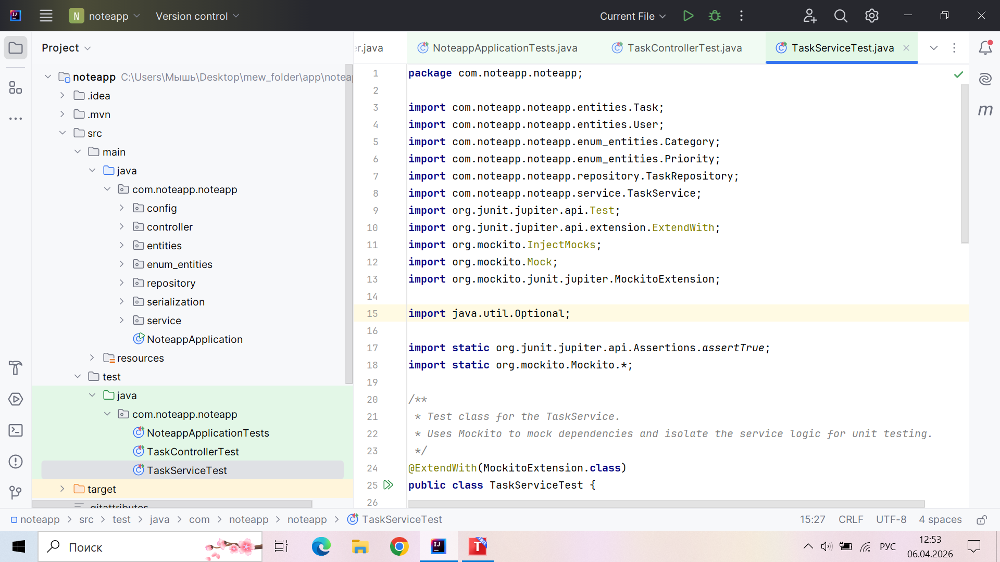 N noteapp Version control Current File
Project
er.java NoteappApplicationTests.java TaskControllerTest.java TaskServiceTest.java
noteapp C:\Users\Мышь\Desktop\mew_folder\app\noteap
.idea
.mvn
src
main
java
com.noteapp.noteapp
config
controller
entities
enum_entities
repository
serialization
service
NoteappApplication
resources
test
java
com.noteapp.noteapp
NoteappApplicationTests
TaskControllerTest
TaskServiceTest
target
.gitattributes
1 package com.noteapp.noteapp;
2
3 import com.noteapp.noteapp.entities.Task;
4 import com.noteapp.noteapp.entities.User;
5 import com.noteapp.noteapp.enum_entities.Category;
6 import com.noteapp.noteapp.enum_entities.Priority;
7 import com.noteapp.noteapp.repository.TaskRepository;
8 import com.noteapp.noteapp.service.TaskService;
9 import org.junit.jupiter.api.Test;
10 import org.junit.jupiter.api.extension.ExtendWith;
11 import org.mockito.InjectMocks;
12 import org.mockito.Mock;
13 import org.mockito.junit.jupiter.MockitoExtension;
14
15 import java.util.Optional;
16
17 import static org.junit.jupiter.api.Assertions.assertTrue;
18 import static org.mockito.Mockito.*;
19
20 /**
21 * Test class for the TaskService.
22 * Uses Mockito to mock dependencies and isolate the service logic for unit testing.
23 */
24 @ExtendWith(MockitoExtension.class)
25 public class TaskServiceTest {
26
m
noteapp > src > test > java > com > noteapp > noteapp > TaskServiceTest 15:27 CRLF UTF-8 4 spaces
Поиск РУС 12:53
06.04.2026